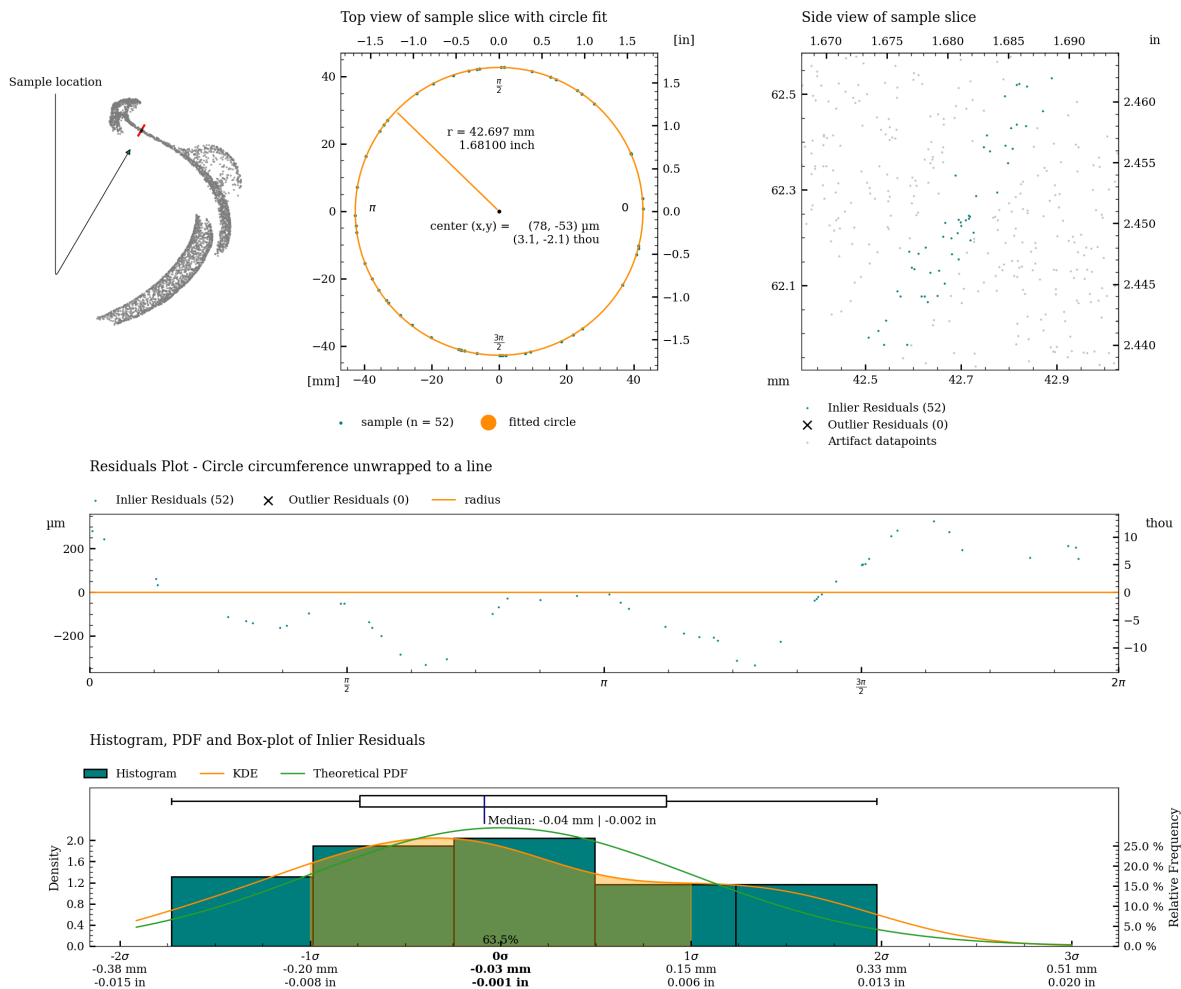 Sample location
Top view of sample slice with circle fit
−1.5 −1.0 −0.5 0.0 0.5 1.0 1.5 [in]
40 20 0 −20 −40
1.5 1.0 0.5 0.0 −0.5 −1.0 −1.5
π/2
r = 42.697 mm
1.68100 inch
π
0
center (x,y) = (78, -53) µm
(3.1, -2.1) thou
3π/2
[mm] −40 −20 0 20 40
sample (n = 52) fitted circle
Side view of sample slice
1.670 1.675 1.680 1.685 1.690 in
62.5 62.3 62.1
2.460 2.455 2.450 2.445 2.440
mm 42.5 42.7 42.9
Inlier Residuals (52)
Outlier Residuals (0)
Artifact datapoints
Residuals Plot - Circle circumference unwrapped to a line
Inlier Residuals (52) Outlier Residuals (0) radius
µm thou
200 0 −200
10 5 0 −5 −10
0 π/2 π 3π/2 2π
Histogram, PDF and Box-plot of Inlier Residuals
Histogram KDE Theoretical PDF
Median: -0.04 mm | -0.002 in
Density
2.0 1.6 1.2 0.8 0.4 0.0
25.0 % 20.0 % 15.0 % 10.0 % 5.0 % 0.0 %
Relative Frequency
63.5%
-2σ -1σ 0σ 1σ 2σ 3σ
-0.38 mm -0.20 mm -0.03 mm 0.15 mm 0.33 mm 0.51 mm
-0.015 in -0.008 in -0.001 in 0.006 in 0.013 in 0.020 in